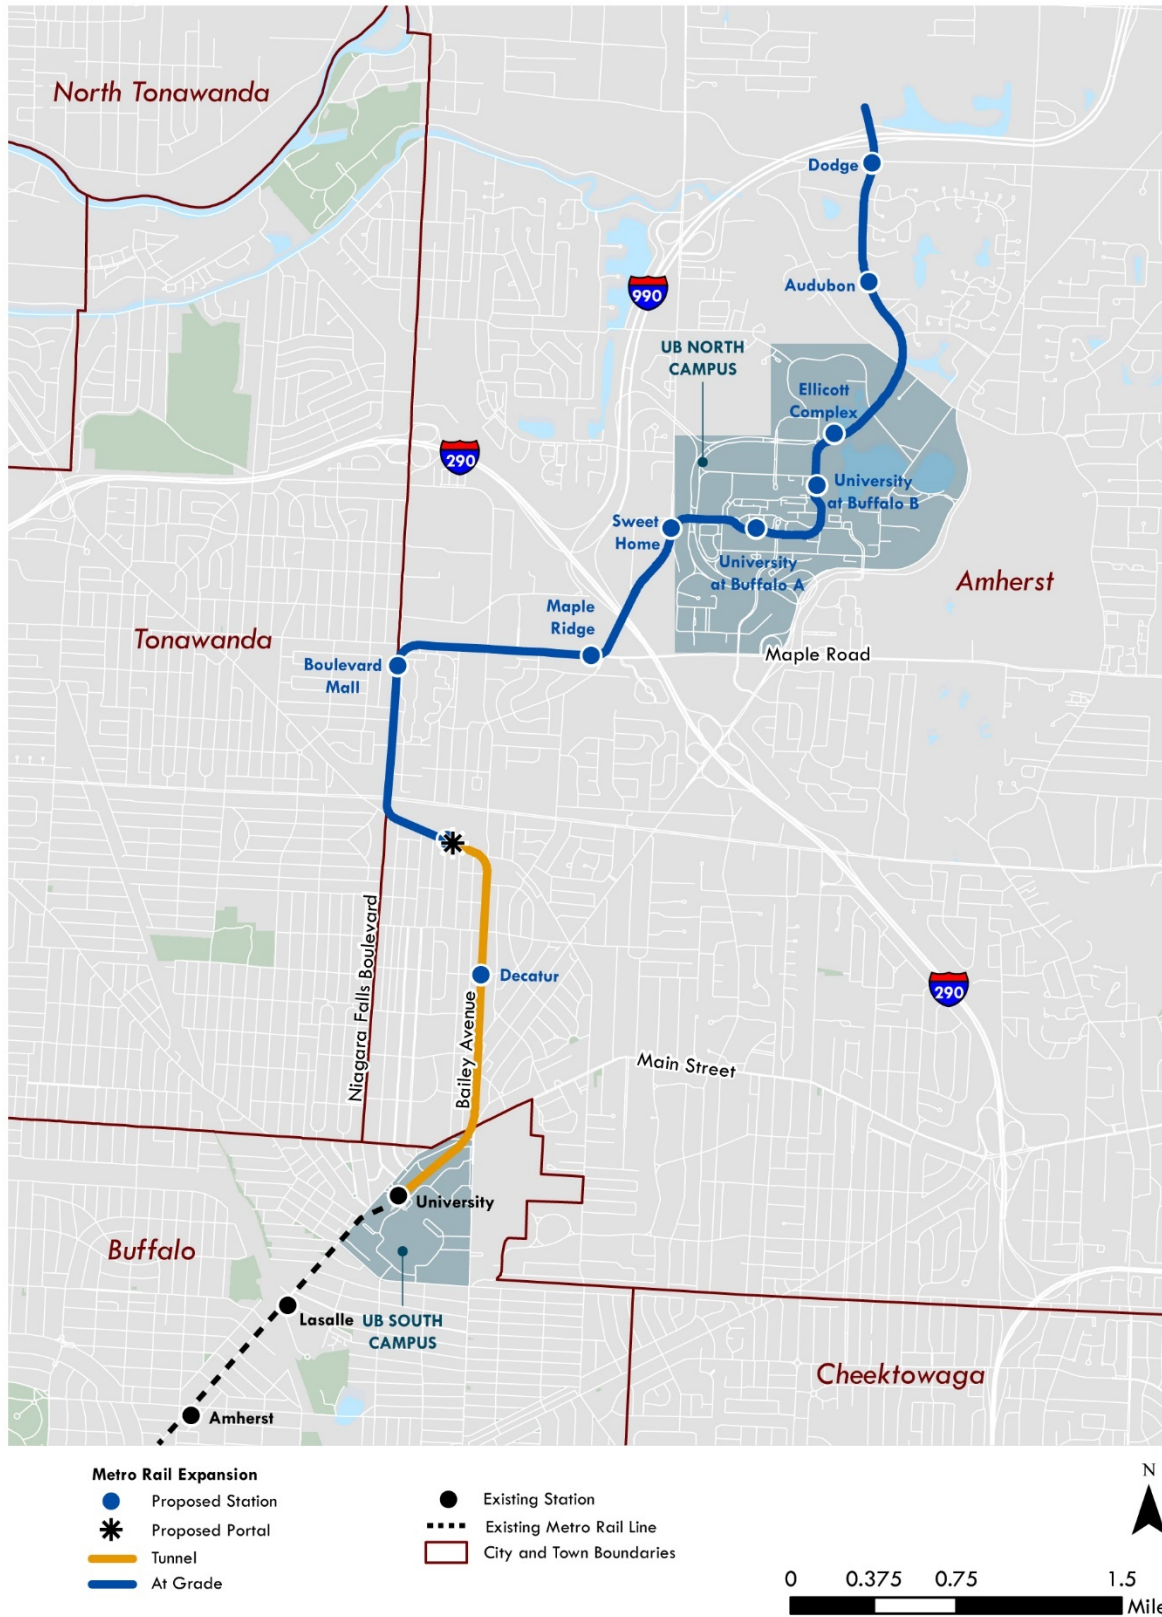 North Tonawanda
Dodge
Audubon
990
UB NORTH
CAMPUS
Ellicott
Complex
290
University
at Buffalo B
Sweet
Home
University
at Buffalo A
Amherst
Maple
Ridge
Tonawanda
Maple Road
Boulevard
Mall
Niagara Falls Boulevard
Decatur
290
Bailey Avenue
Main Street
University
Buffalo
Lasalle
UB SOUTH
CAMPUS
Cheektowaga
Amherst
Metro Rail Expansion
Proposed Station
Proposed Portal
Tunnel
At Grade
Existing Station
Existing Metro Rail Line
City and Town Boundaries
N
0 0.375 0.75 1.5
Mile